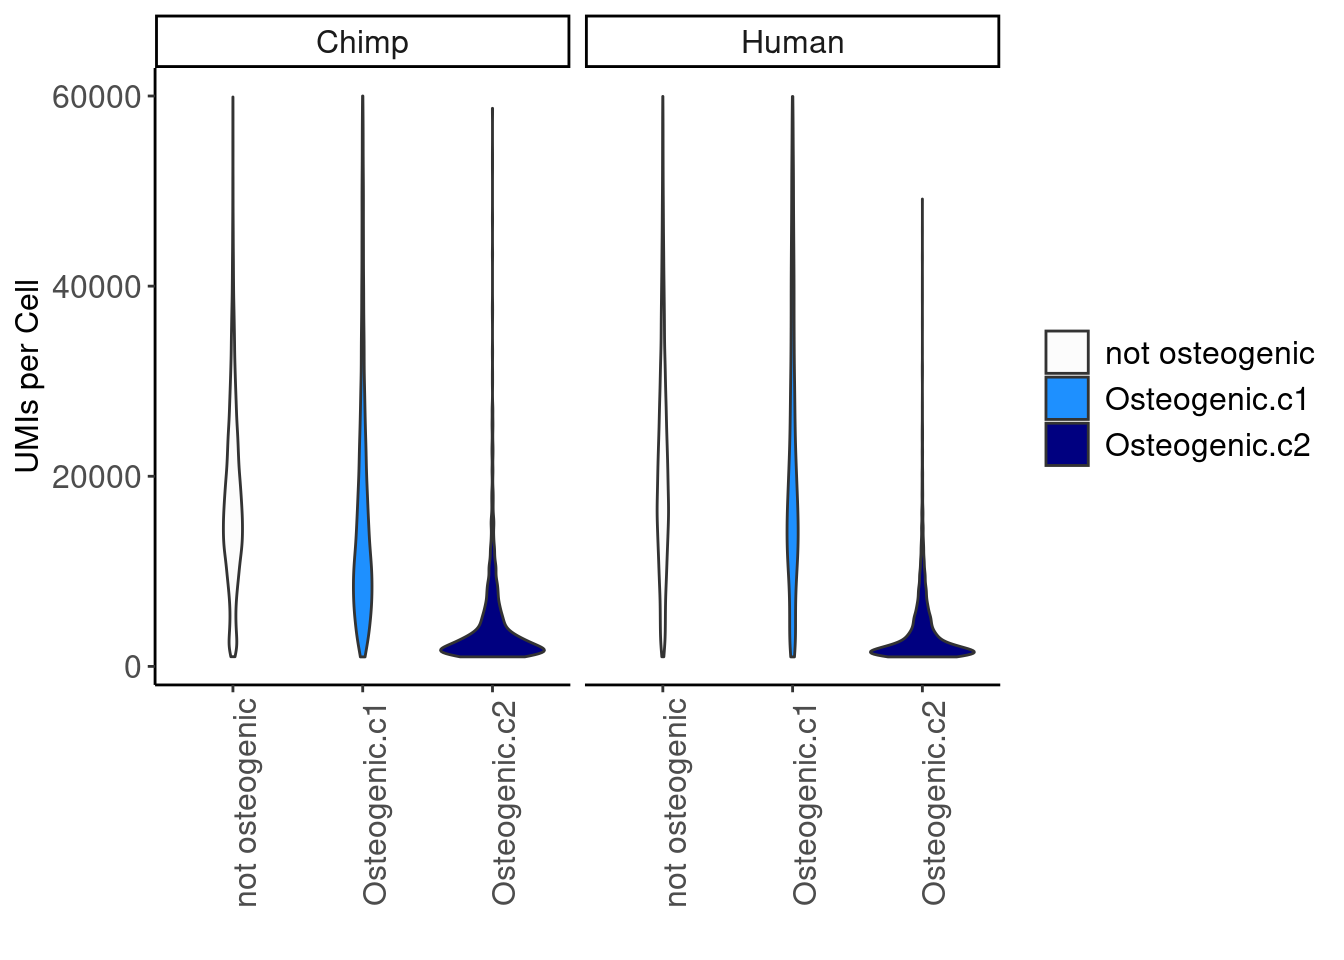 Chimp
Human
UMIs per Cell
60000
40000
20000
0
not osteogenic
Osteogenic.c1
Osteogenic.c2
not osteogenic
Osteogenic.c1
Osteogenic.c2
not osteogenic
Osteogenic.c1
Osteogenic.c2